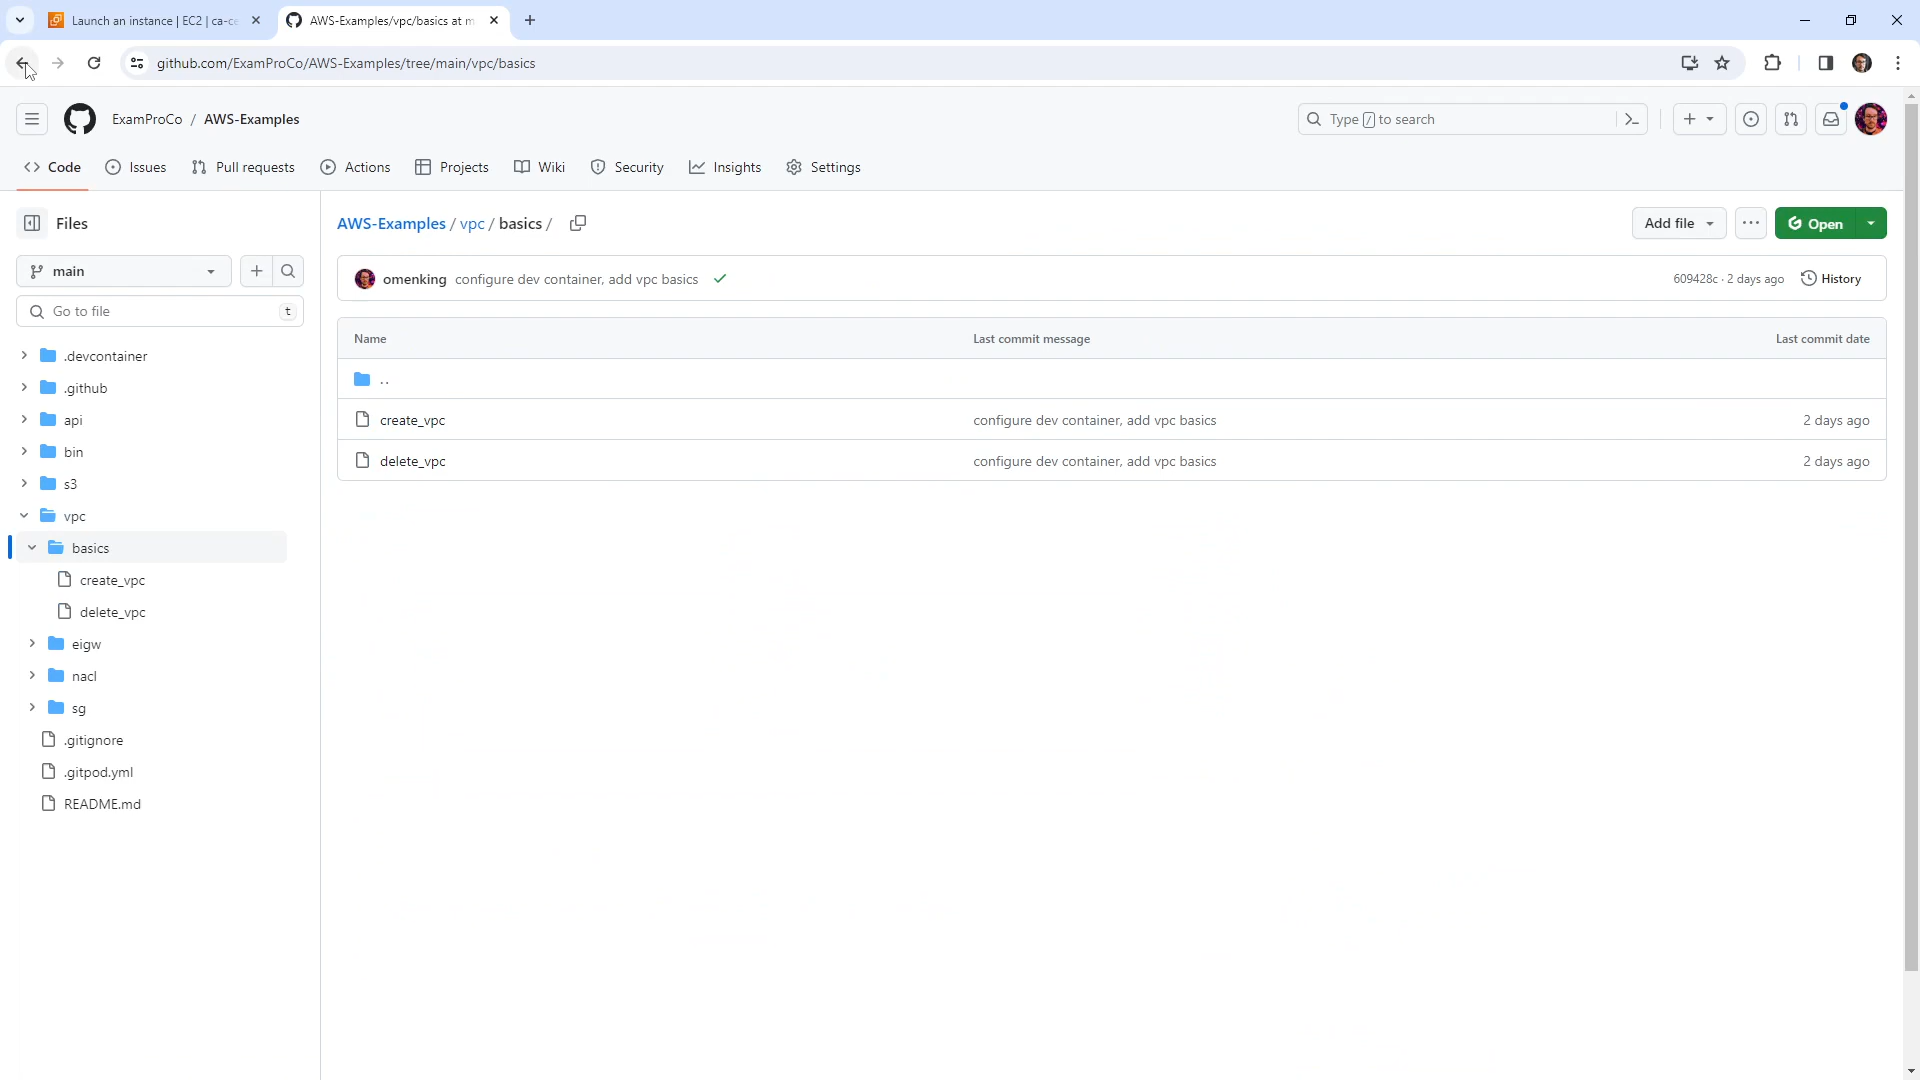 Launch an instance | EC2 | ca-ce
AWS-Examples/vpc/basics at m
github.com/ExamProCo/AWS-Examples/tree/main/vpc/basics
ExamProCo / AWS-Examples
Type / to search
Code
Issues
Pull requests
Actions
Projects
Wiki
Security
Insights
Settings
Files
AWS-Examples / vpc / basics /
Add file
Open
main
omenking configure dev container, add vpc basics
609428c · 2 days ago
History
Go to file
t
Name
Last commit message
Last commit date
.devcontainer
..
.github
api
create_vpc
configure dev container, add vpc basics
2 days ago
bin
delete_vpc
configure dev container, add vpc basics
2 days ago
s3
vpc
basics
create_vpc
delete_vpc
eigw
nacl
sg
.gitignore
.gitpod.yml
README.md